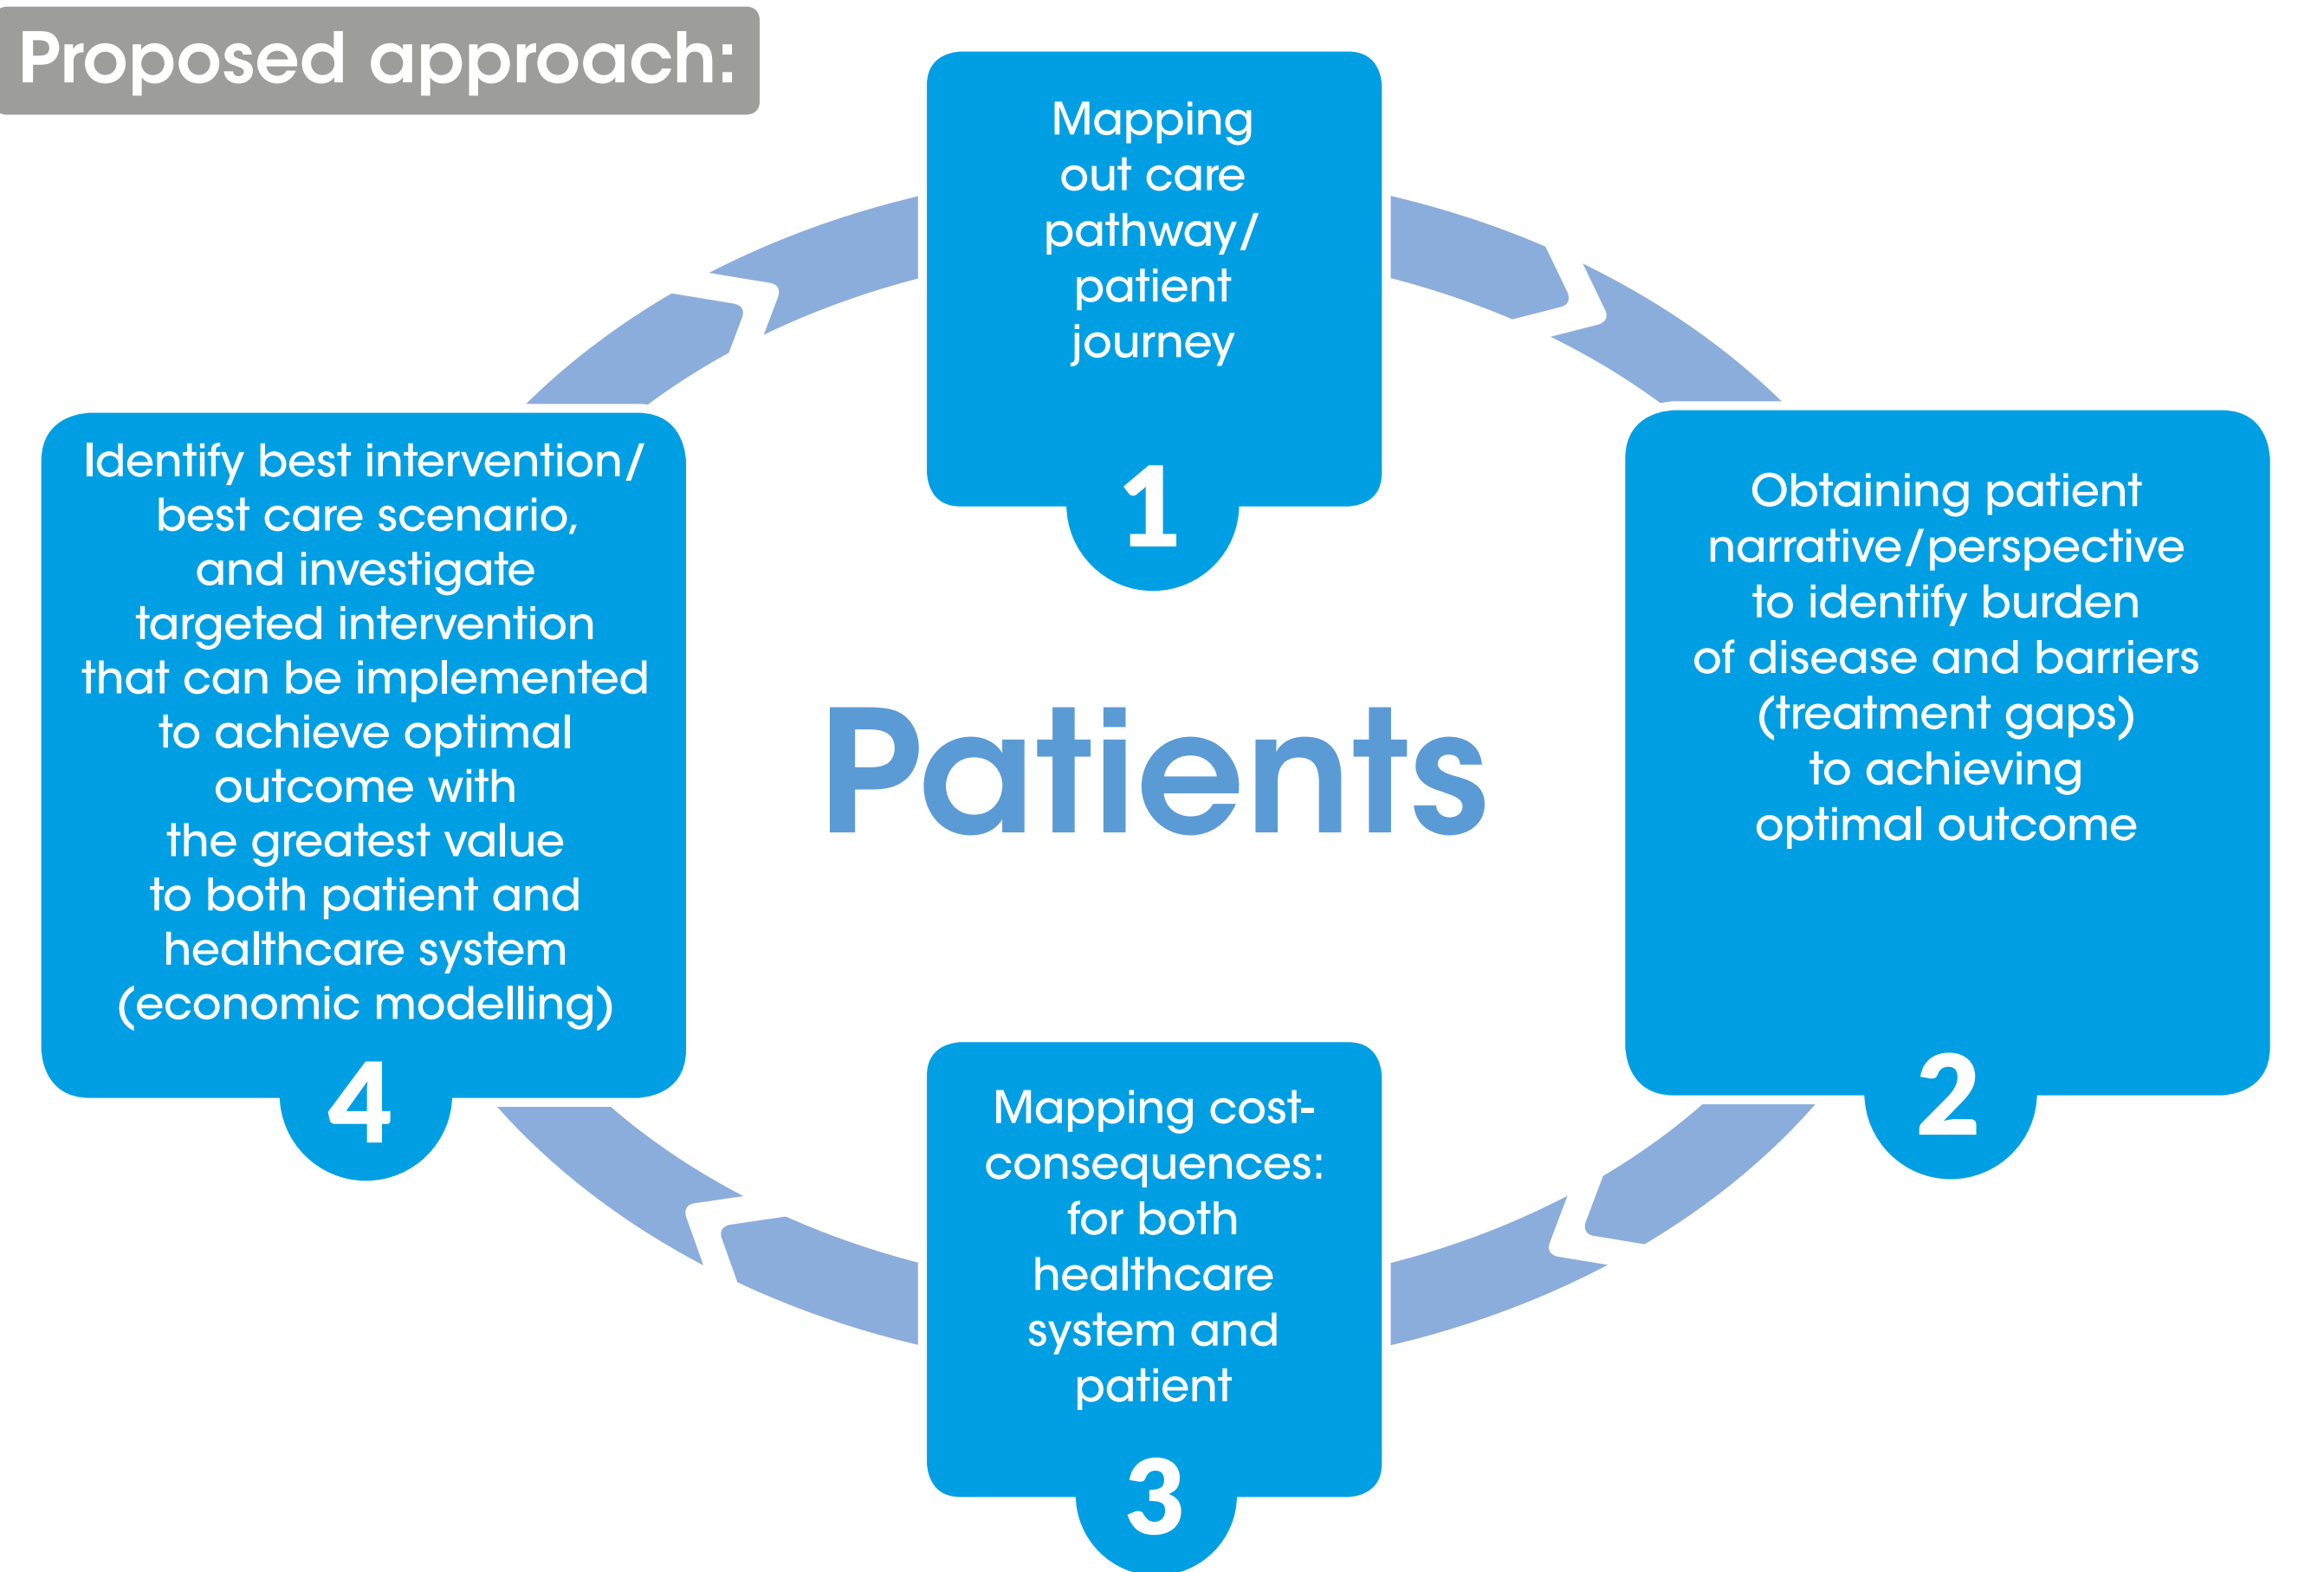 Proposed approach:
Mapping
out care
pathway/
patient
journey
1
Obtaining patient
narrative/perspective
to identify burden
of disease and barriers
(treatment gaps)
to achieving
optimal outcome
2
Mapping cost-
consequences:
for both
healthcare
system and
patient
3
Identify best intervention/
best care scenario,
and investigate
targeted intervention
that can be implemented
to achieve optimal
outcome with
the greatest value
to both patient and
healthcare system
(economic modelling)
4
Patients